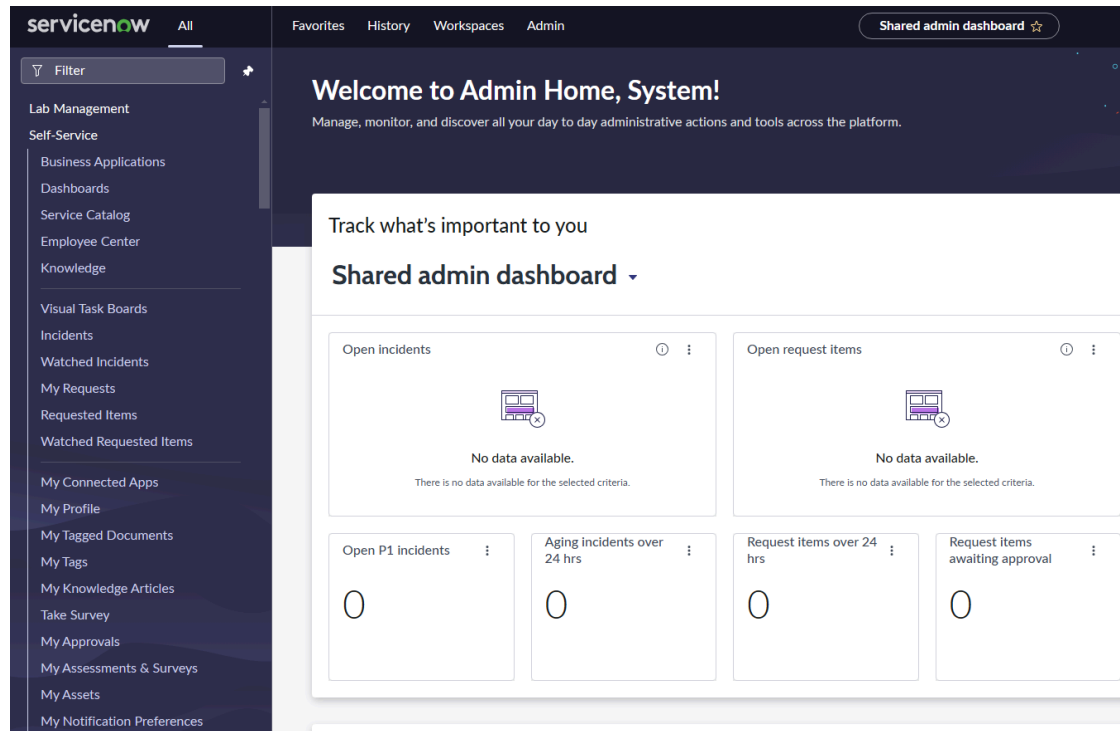 servicenow
All
Favorites
History
Workspaces
Admin
Shared admin dashboard
Filter
Lab Management
Self-Service
Business Applications
Dashboards
Service Catalog
Employee Center
Knowledge
Visual Task Boards
Incidents
Watched Incidents
My Requests
Requested Items
Watched Requested Items
My Connected Apps
My Profile
My Tagged Documents
My Tags
My Knowledge Articles
Take Survey
My Approvals
My Assessments & Surveys
My Assets
My Notification Preferences
Welcome to Admin Home, System!
Manage, monitor, and discover all your day to day administrative actions and tools across the platform.
Track what's important to you
Shared admin dashboard
Open incidents
No data available.
There is no data available for the selected criteria.
Open request items
No data available.
There is no data available for the selected criteria.
Open P1 incidents
0
Aging incidents over
24 hrs
0
Request items over 24
hrs
0
Request items
awaiting approval
0